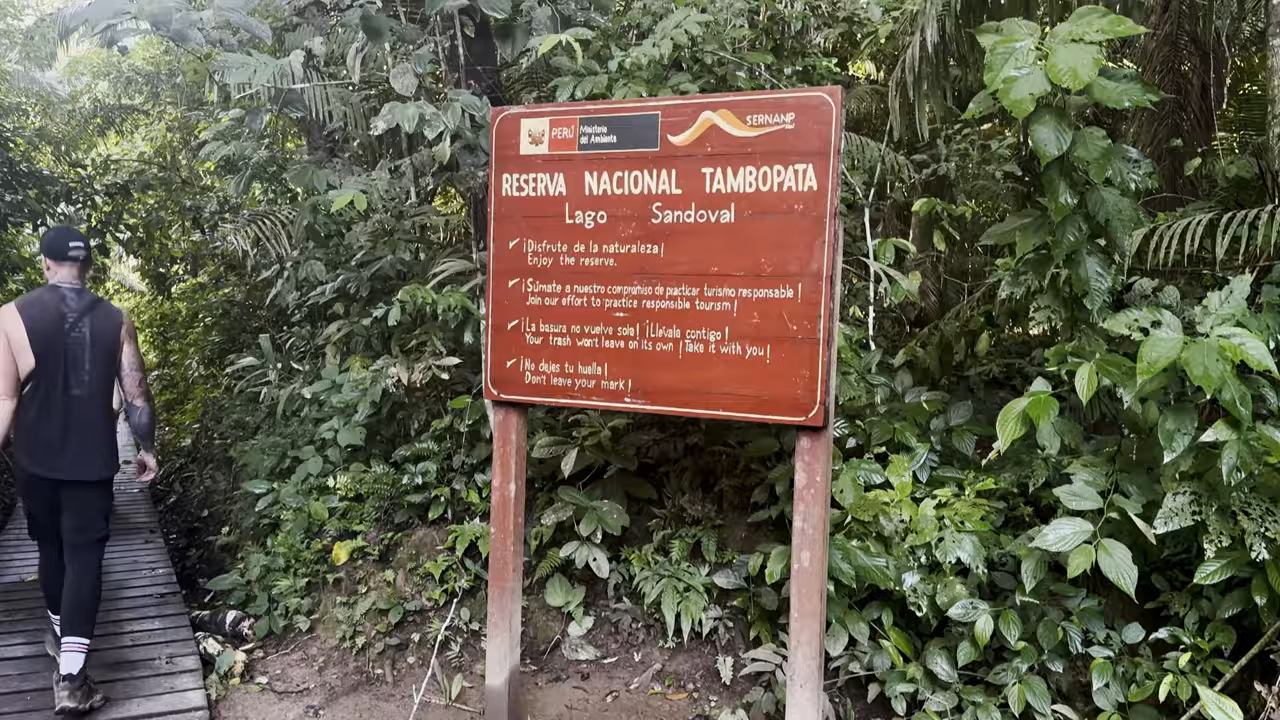 PERÚ
Ministerio
del Ambiente
SERNANP
RESERVA NACIONAL TAMBOPATA
Lago Sandoval
¡Disfrute de la naturaleza!
Enjoy the reserve.
¡Súmate a nuestro compromiso de practicar turismo responsable!
Join our effort to practice responsible tourism!
¡La basura no vuelve sola! ¡Llévala contigo!
Your trash won't leave on its own! Take it with you!
¡No dejes tu huella!
Don't leave your mark!